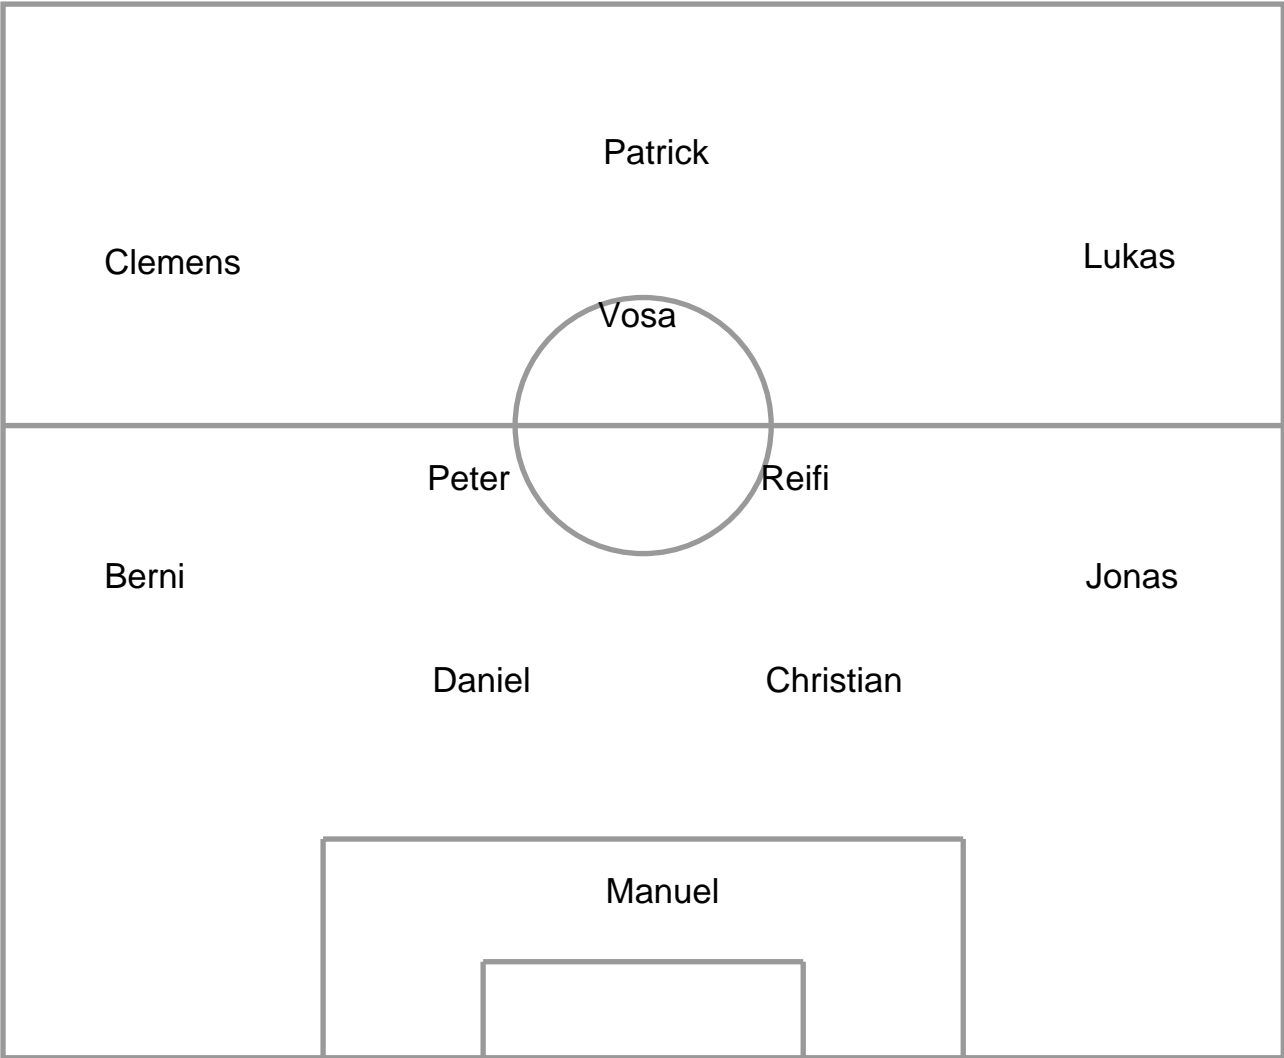 Patrick
Clemens
Lukas
Vosa
Peter
Reifi
Berni
Jonas
Daniel
Christian
Manuel